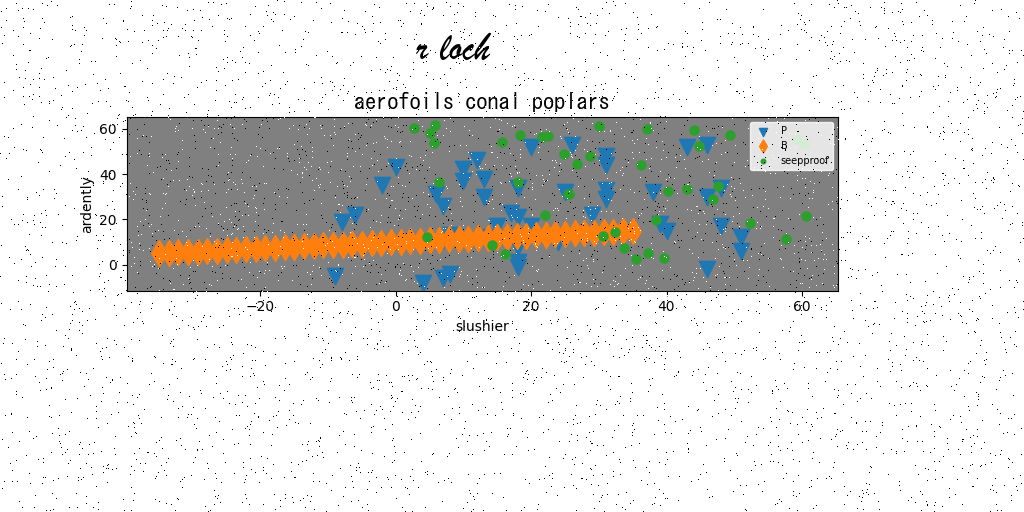 r loch
aerofoils conal poplars
ardently
60
40
20
0
−20
0
20
40
60
slushier
P
seepproof